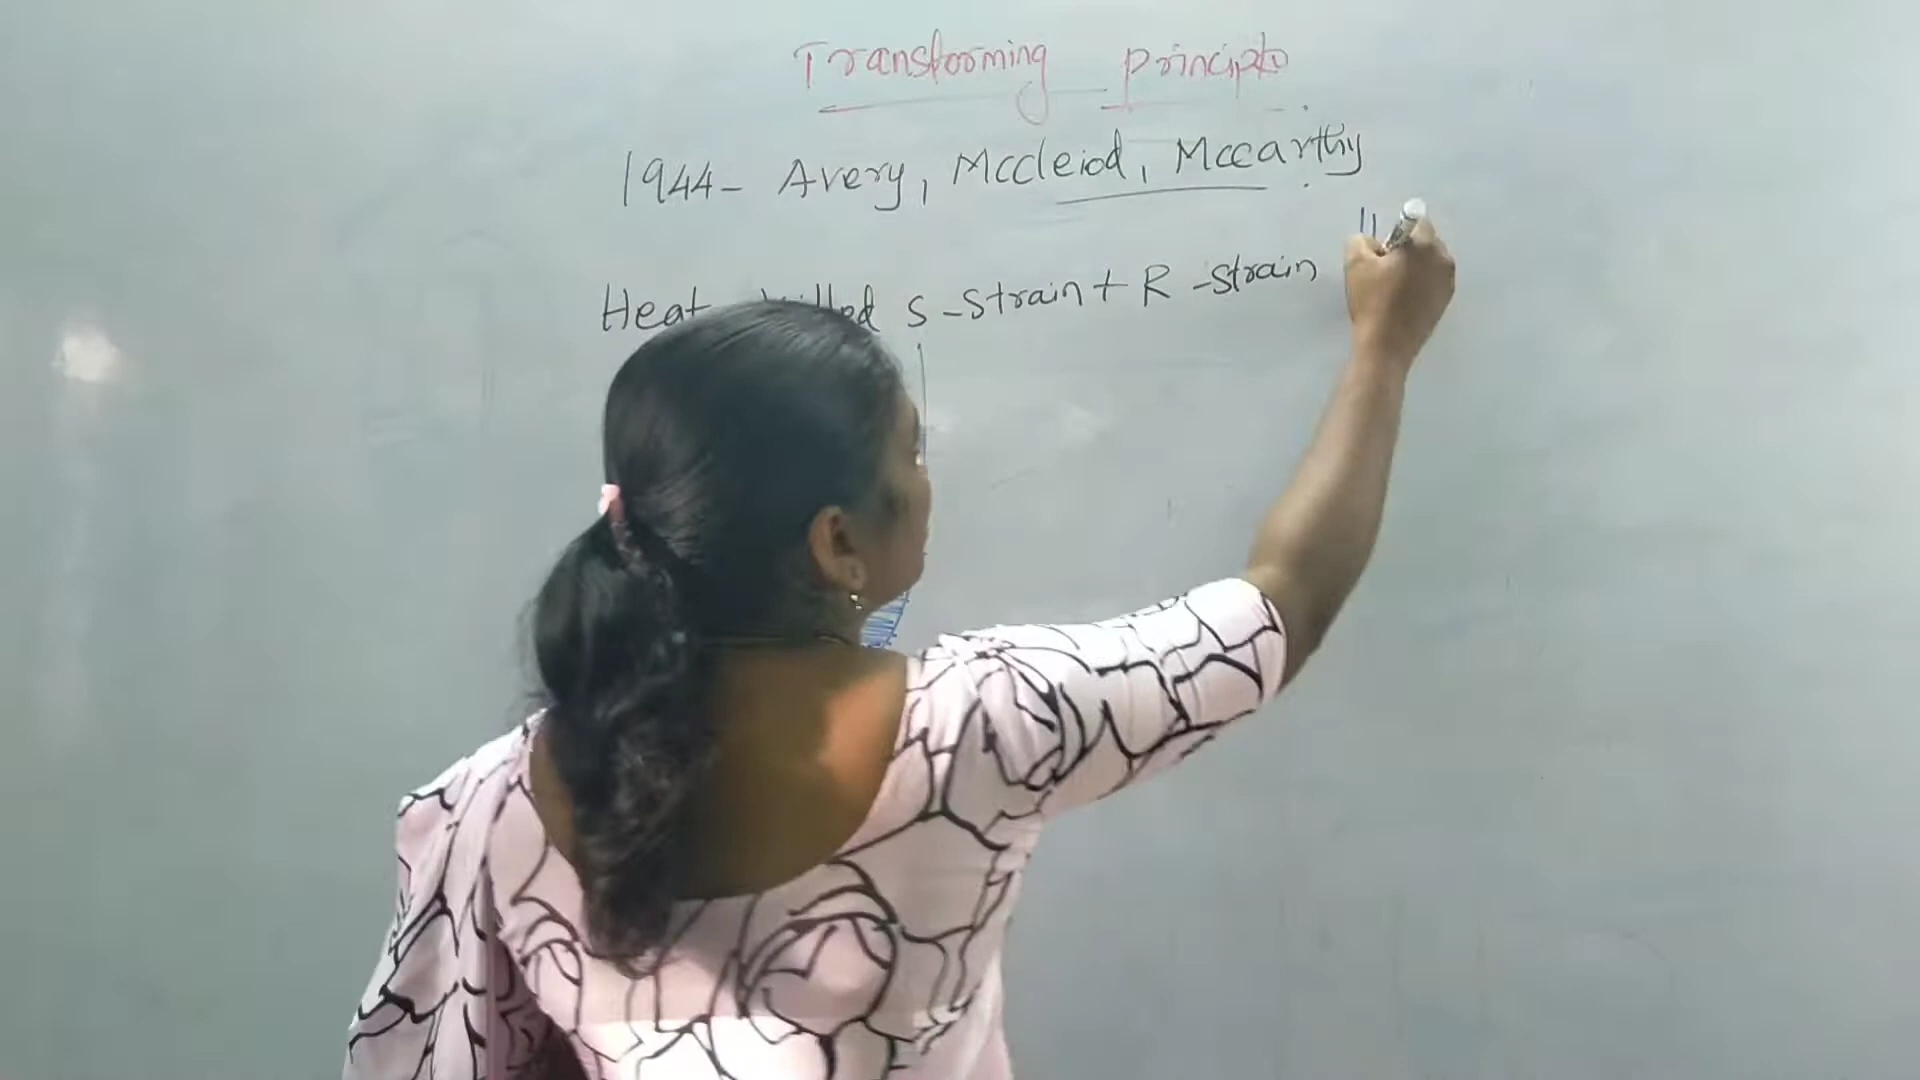 Transforming principle
1944- Avery, Mccleiod, Mccarthy
Heat S-strain + R-strain